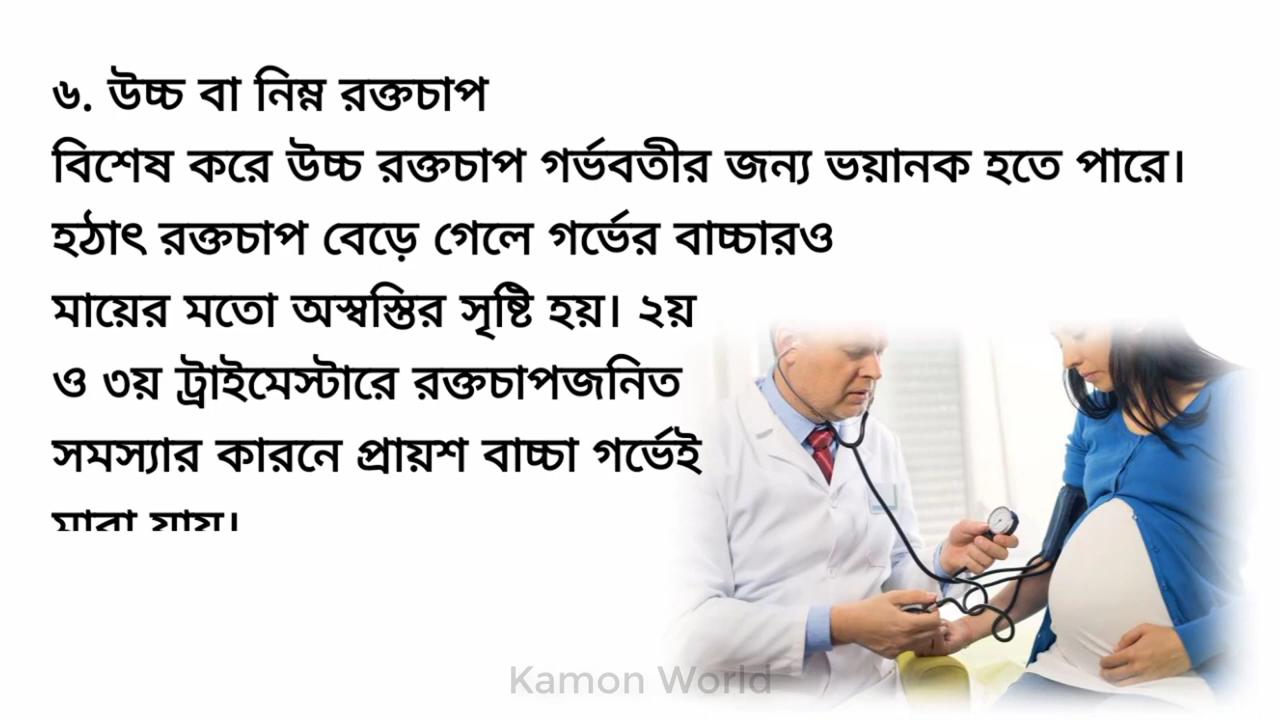 ৬. উচ্চ বা নিম্ন রক্তচাপ
বিশেষ করে উচ্চ রক্তচাপ গর্ভবতীর জন্য ভয়ানক হতে পারে।
হঠাৎ রক্তচাপ বেড়ে গেলে গর্ভের বাচ্চারও
মায়ের মতো অস্বস্তির সৃষ্টি হয়। ২য়
ও ৩য় ট্রাইমেস্টারে রক্তচাপজনিত
সমস্যার কারনে প্রায়শ বাচ্চা গর্ভেই
মারা যায়।
Kamon World